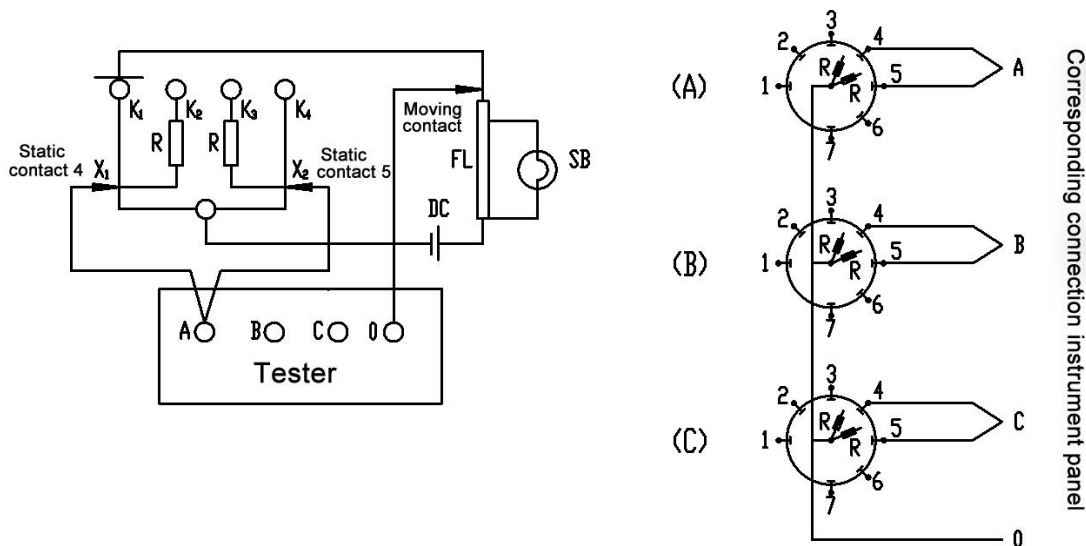 K1
K2
K3
K4
R
R
Static
contact 4
X1
X2
Static
contact 5
Moving
contact
FL
SB
DC
A
B
C
0
Tester
(A)
1
2
3
4
5
6
7
R
R
A
(B)
1
2
3
4
5
6
7
R
R
B
(C)
1
2
3
4
5
6
7
R
R
C
0
Corresponding connection instrument panel